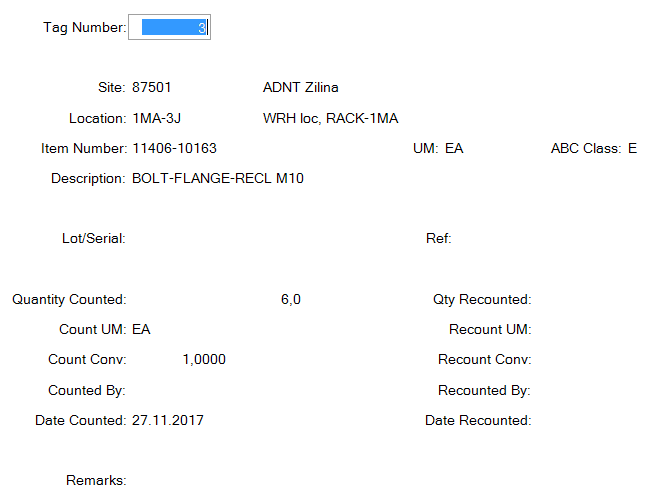 Tag Number: 3
Site: 87501 ADNT Zilina
Location: 1MA-3J WRH loc, RACK-1MA
Item Number: 11406-10163 UM: EA ABC Class: E
Description: BOLT-FLANGE-RECL M10
Lot/Serial: Ref:
Quantity Counted: 6,0 Qty Recounted:
Count UM: EA Recount UM:
Count Conv: 1,0000 Recount Conv:
Counted By: Recounted By:
Date Counted: 27.11.2017 Date Recounted:
Remarks: